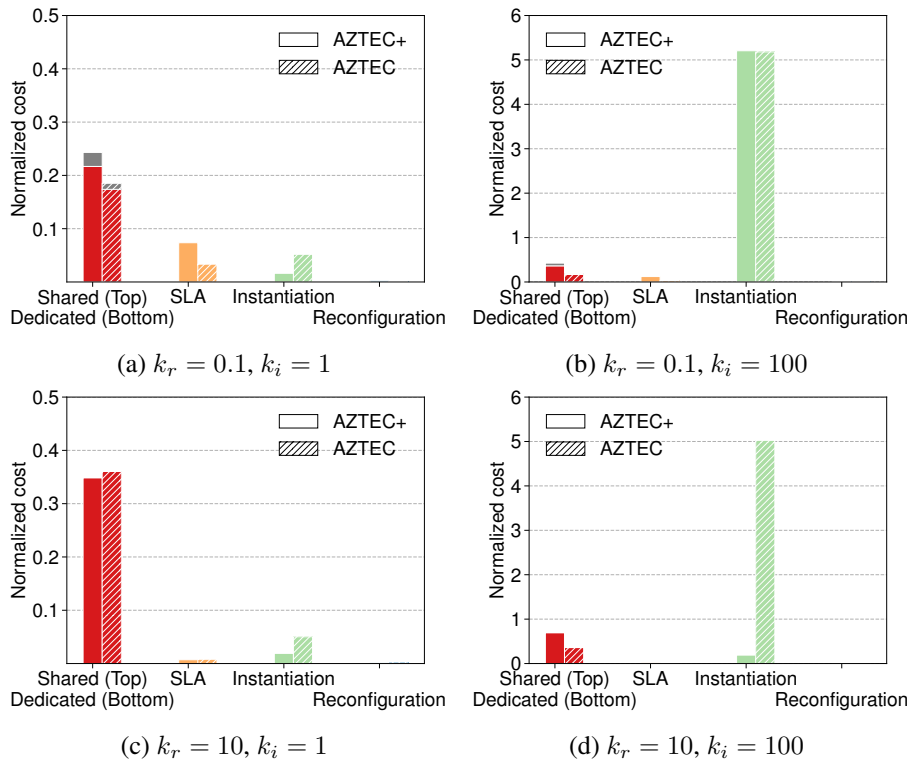 0.5
0.4
0.3
0.2
0.1
Normalized cost
AZTEC+
AZTEC
Shared (Top)
Dedicated (Bottom)
SLA
Instantiation
Reconfiguration
(a) k_r = 0.1, k_i = 1
6
5
4
3
2
1
0
Normalized cost
AZTEC+
AZTEC
Shared (Top)
Dedicated (Bottom)
SLA
Instantiation
Reconfiguration
(b) k_r = 0.1, k_i = 100
0.5
0.4
0.3
0.2
0.1
Normalized cost
AZTEC+
AZTEC
Shared (Top)
Dedicated (Bottom)
SLA
Instantiation
Reconfiguration
(c) k_r = 10, k_i = 1
6
5
4
3
2
1
0
Normalized cost
AZTEC+
AZTEC
Shared (Top)
Dedicated (Bottom)
SLA
Instantiation
Reconfiguration
(d) k_r = 10, k_i = 100